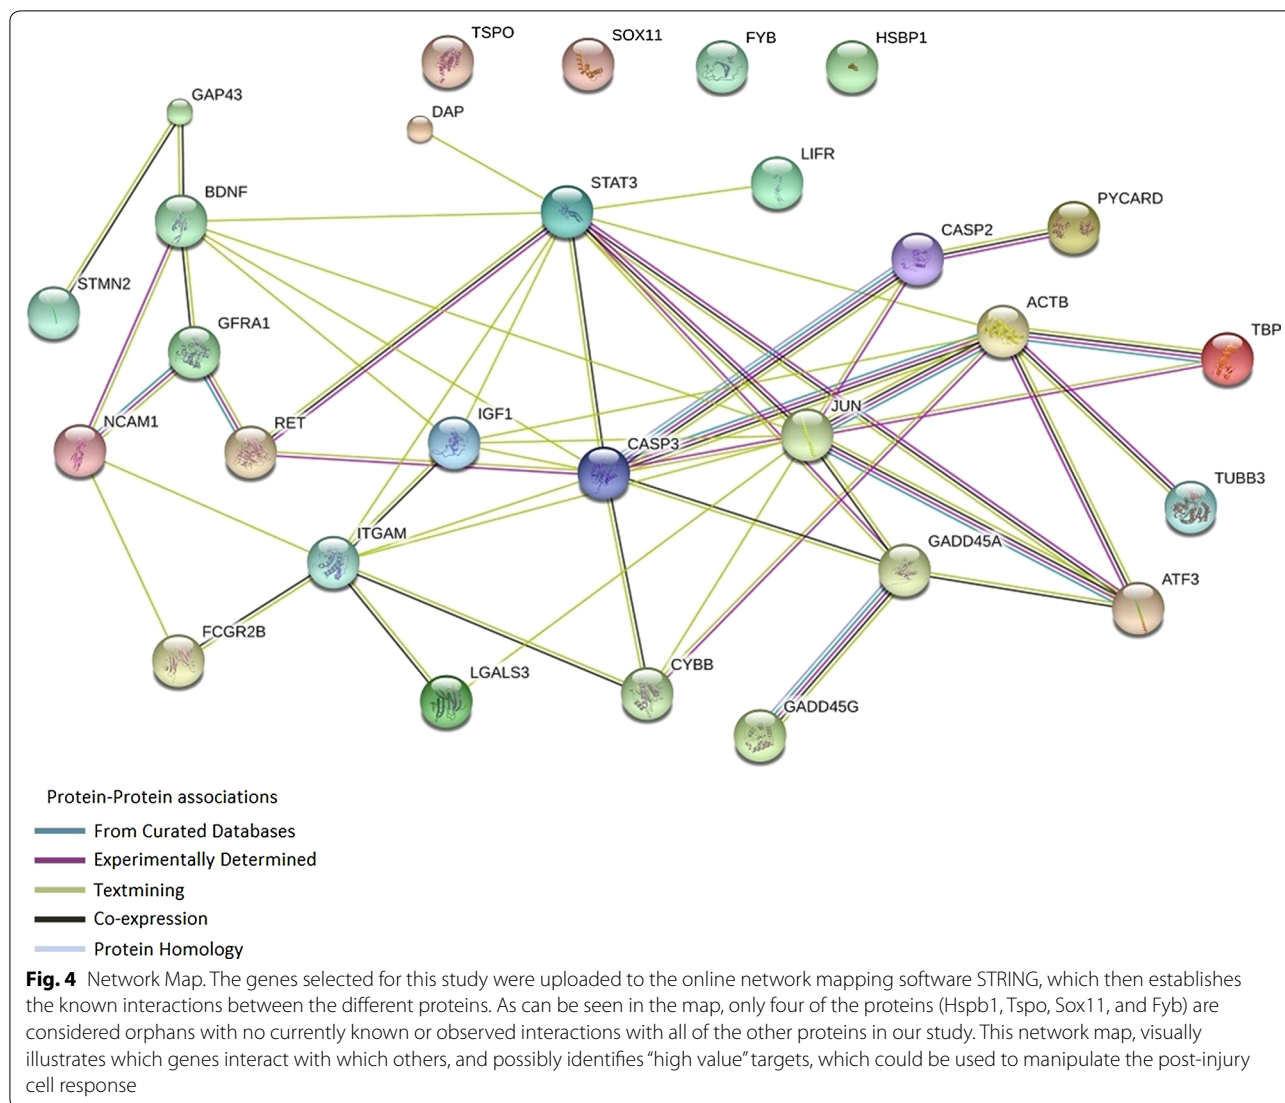 TSPO
SOX11
FYB
HSBP1
GAP43
DAP
LIFR
STAT3
BDNF
PYCARD
CASP2
STMN2
ACTB
GFRA1
TBP
NCAM1
RET
IGF1
JUN
CASP3
TUBB3
ITGAM
GADD45A
ATF3
FCGR2B
LGALS3
CYBB
GADD45G
Protein-Protein associations
From Curated Databases
Experimentally Determined
Textmining
Co-expression
Protein Homology
Fig. 4 Network Map. The genes selected for this study were uploaded to the online network mapping software STRING, which then establishes
the known interactions between the different proteins. As can be seen in the map, only four of the proteins (Hspb1, Tspo, Sox11, and Fyb) are
considered orphans with no currently known or observed interactions with all of the other proteins in our study. This network map, visually
illustrates which genes interact with which others, and possibly identifies “high value” targets, which could be used to manipulate the post-injury
cell response